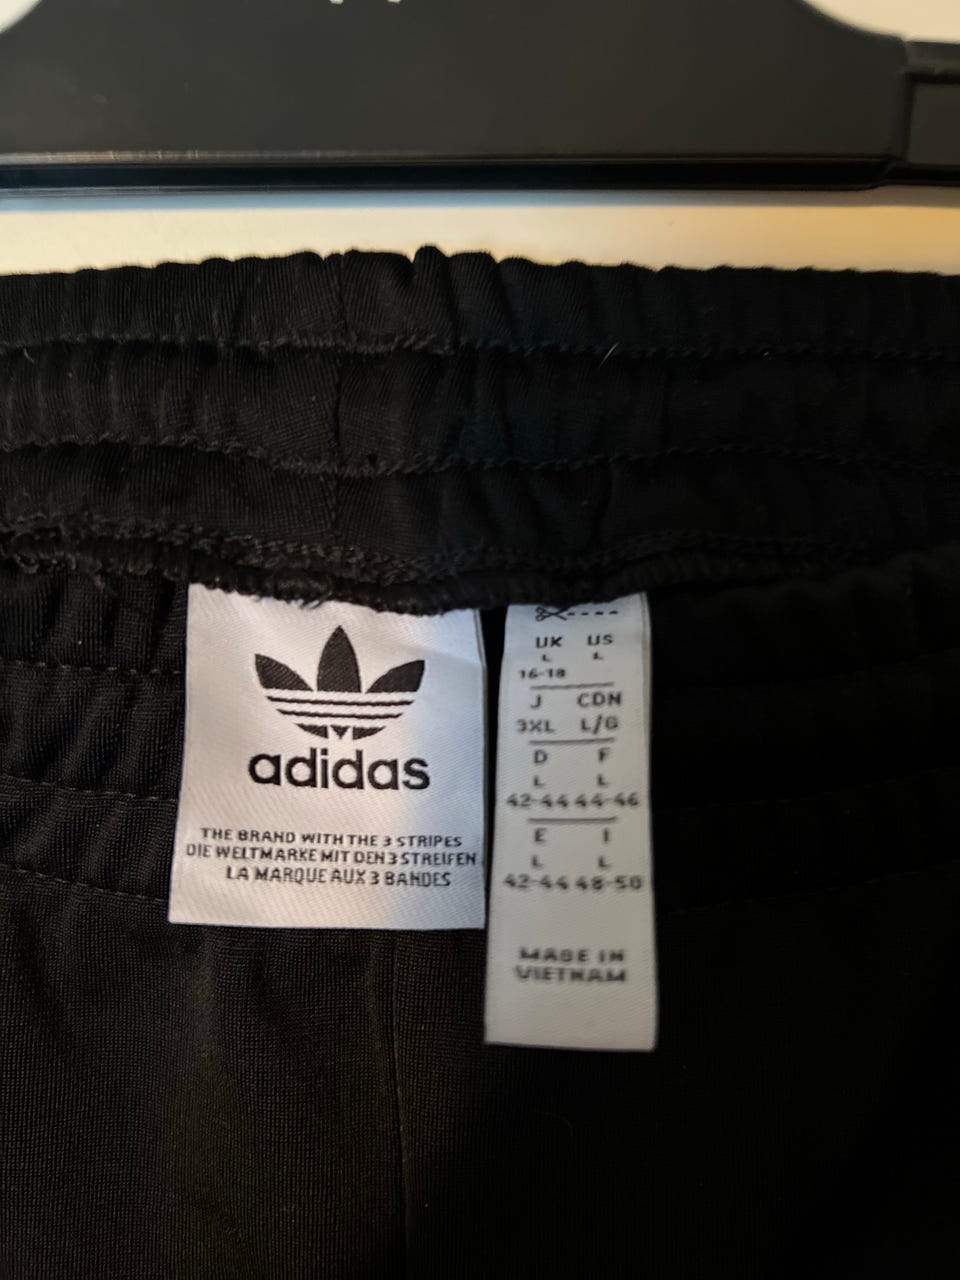 adidas
THE BRAND WITH THE 3 STRIPES
DIE WELTMARKE MIT DEN 3 STREIFEN
LA MARQUE AUX 3 BANDES
UK US
L L
16-18
J CDN
3XL L/G
D F
L L
42-44 44-46
E I
L L
42-44 48-50
MADE IN
VIETNAM